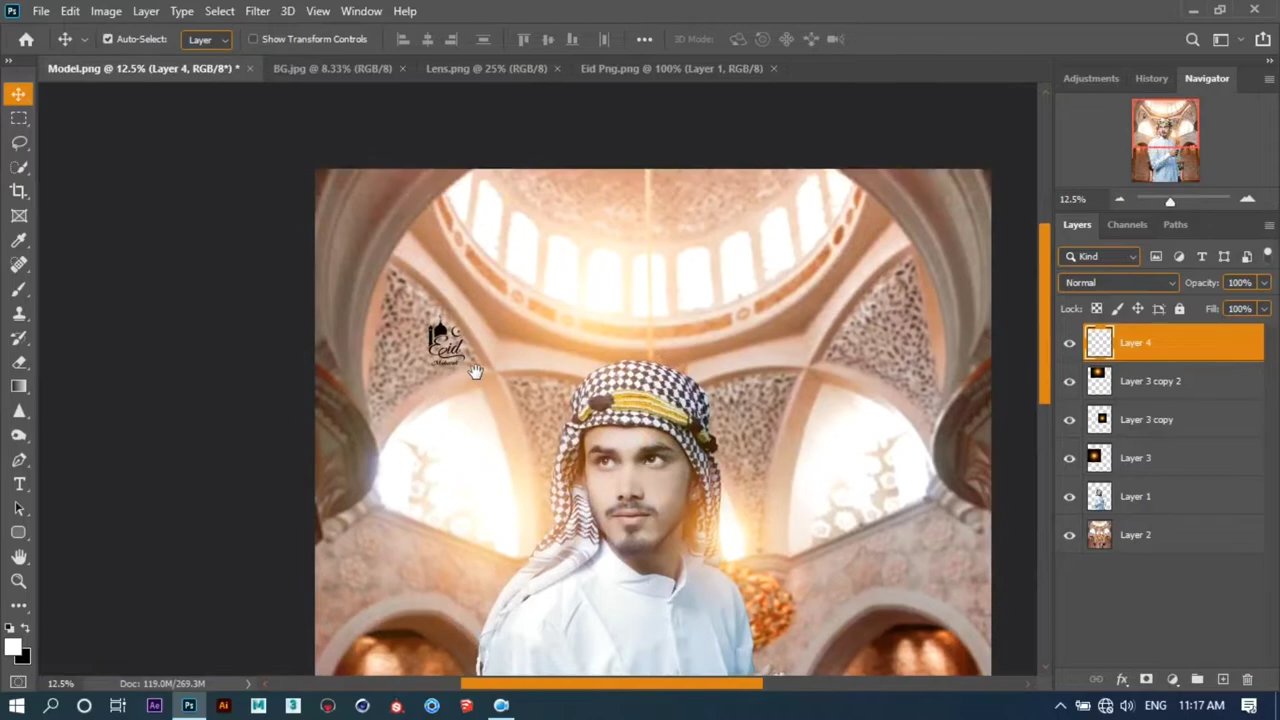 File Edit Image Layer Type Select Filter 3D View Window Help
Auto-Select: Layer Show Transform Controls 3D Mode:
Model.png @ 12.5% (Layer 4, RGB/8*) * BG.jpg @ 8.33% (RGB/8) Lens.png @ 25% (RGB/8) Eid Png.png @ 100% (Layer 1, RGB/8)
Adjustments History Navigator
12.5%
Layers Channels Paths
Kind
Normal Opacity: 100%
Lock: Fill: 100%
Layer 4
Layer 3 copy 2
Layer 3 copy
Layer 3
Layer 1
Layer 2
Eid
Mubarak
12.5% Doc: 119.0M/269.3M
ENG 11:17 AM